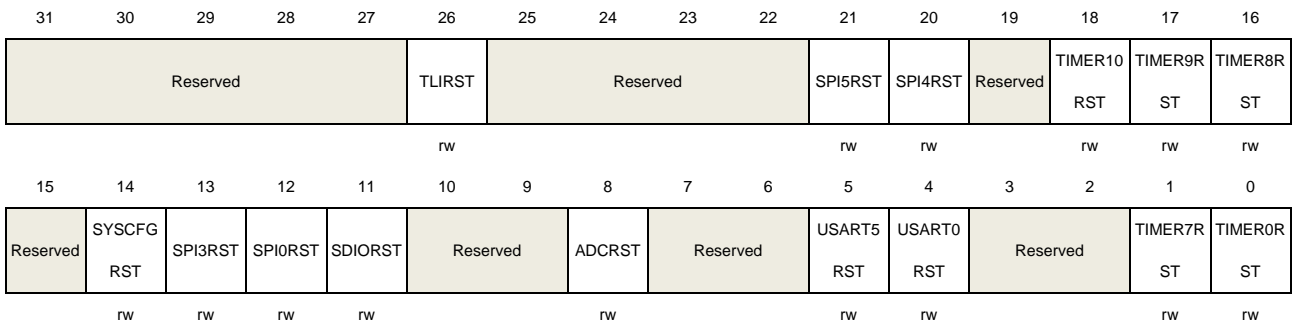 31 30 29 28 27 26 25 24 23 22 21 20 19 18 17 16
Reserved TLIRST Reserved SPI5RST SPI4RST Reserved TIMER10 RST TIMER9R ST TIMER8R ST
rw rw rw rw rw rw
15 14 13 12 11 10 9 8 7 6 5 4 3 2 1 0
Reserved SYSCFG RST SPI3RST SPI0RST SDIORST Reserved ADCRST Reserved USART5 RST USART0 RST Reserved TIMER7R ST TIMER0R ST
rw rw rw rw rw rw rw rw rw